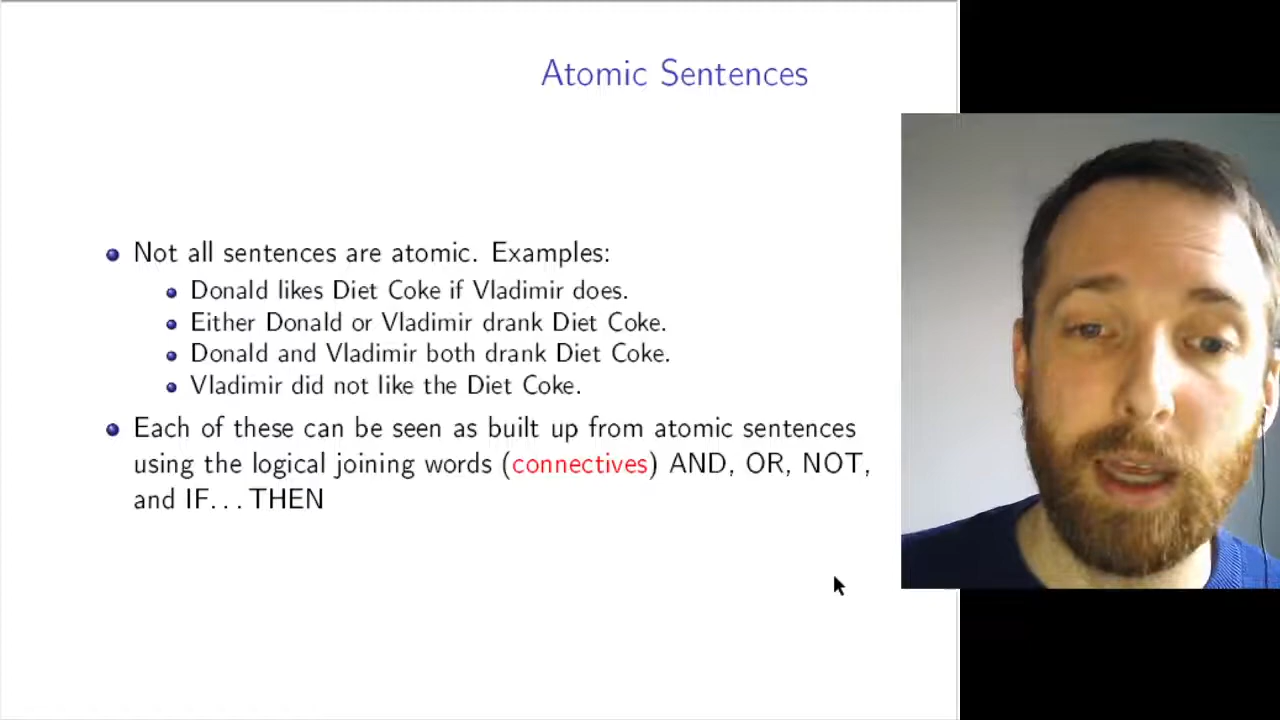 Atomic Sentences
Not all sentences are atomic. Examples:
Donald likes Diet Coke if Vladimir does.
Either Donald or Vladimir drank Diet Coke.
Donald and Vladimir both drank Diet Coke.
Vladimir did not like the Diet Coke.
Each of these can be seen as built up from atomic sentences
using the logical joining words (connectives) AND, OR, NOT,
and IF... THEN